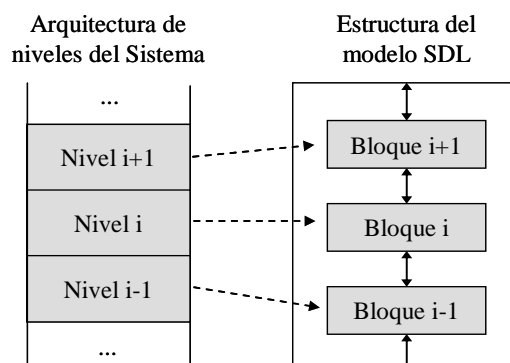 Arquitectura de
niveles del Sistema
...
Nivel i+1
Nivel i
Nivel i-1
...
Estructura del
modelo SDL
Bloque i+1
Bloque i
Bloque i-1